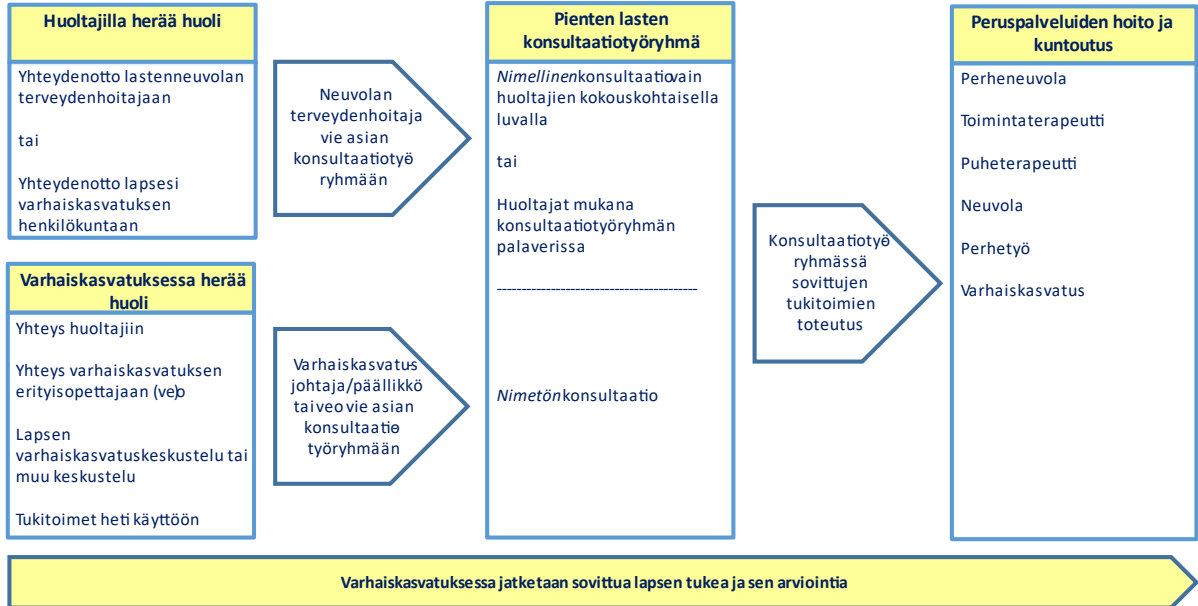 Huoltajilla herää huoli
Yhteydenotto lastenneuvolan
terveydenhoitajaan
tai
Yhteydenotto lapsesi
varhaiskasvatuksen
henkilökuntaan
Neuvolan
terveydenhoitaja
vie asian
konsultaatiotyö
ryhmään
Varhaiskasvatuksessa herää
huoli
Yhteys huoltajiin
Yhteys varhaiskasvatuksen
erityisopettajaan (veo)
Lapsen
varhaiskasvatuskeskustelu tai
muu keskustelu
Tukitoimet heti käyttöön
Varhaiskasvatus-
johtaja/päällikkö
tai veo vie asian
konsultaatio-
työryhmään
Pienten lasten
konsultaatiotyöryhmä
Nimellinen konsultaatio vain
huoltajien kokouskohtaisella
luvalla
tai
Huoltajat mukana
konsultaatiotyöryhmän
palaverissa
-----------------------------------------
Nimetön konsultaatio
Konsultaatiotyö
ryhmässä
sovittujen
tukitoimien
toteutus
Peruspalveluiden hoito ja
kuntoutus
Perheneuvola
Toimintaterapeutti
Puheterapeutti
Neuvola
Perhetyö
Varhaiskasvatus
Varhaiskasvatuksessa jatketaan sovittua lapsen tukea ja sen arviointia